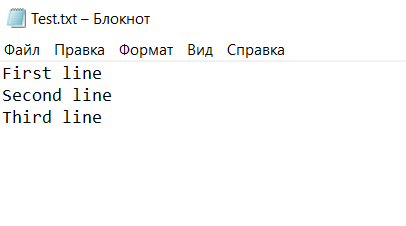 Test.txt – Блокнот
Файл Правка Формат Вид Справка
First line
Second line
Third line